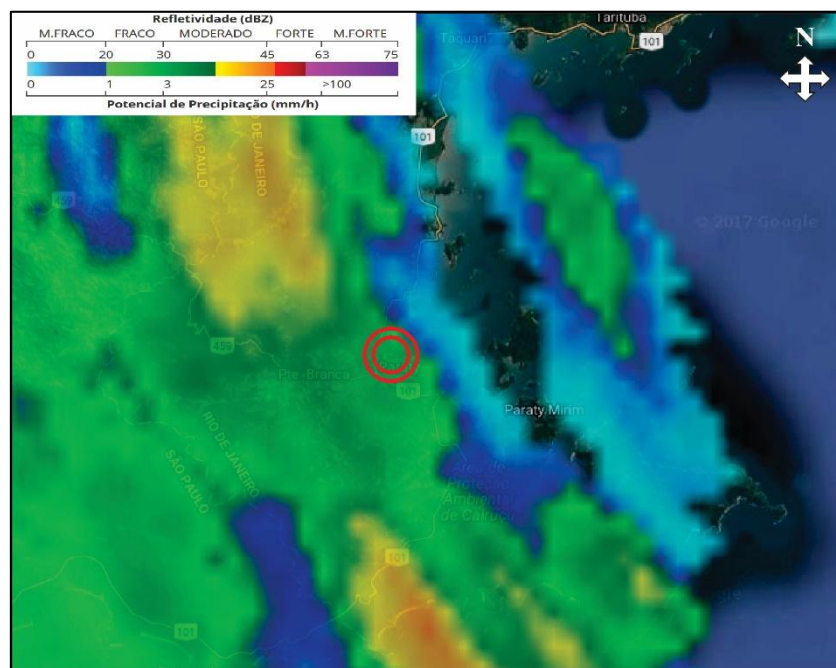 Refletividade (dBZ)
M.FRACO FRACO MODERADO FORTE M.FORTE
0 20 30 45 63 75
0 1 3 25 >100
Potencial de Precipitação (mm/h)
Tarituba
Taquari
101
N
101
SÃO PAULO
RIO DE JANEIRO
459
© 2017 Google
459
Pte-Branca
101
Paraty Mirim
RIO DE JANEIRO
SÃO PAULO
Área de
Proteção
Ambiental
de Cairuçu
101
101